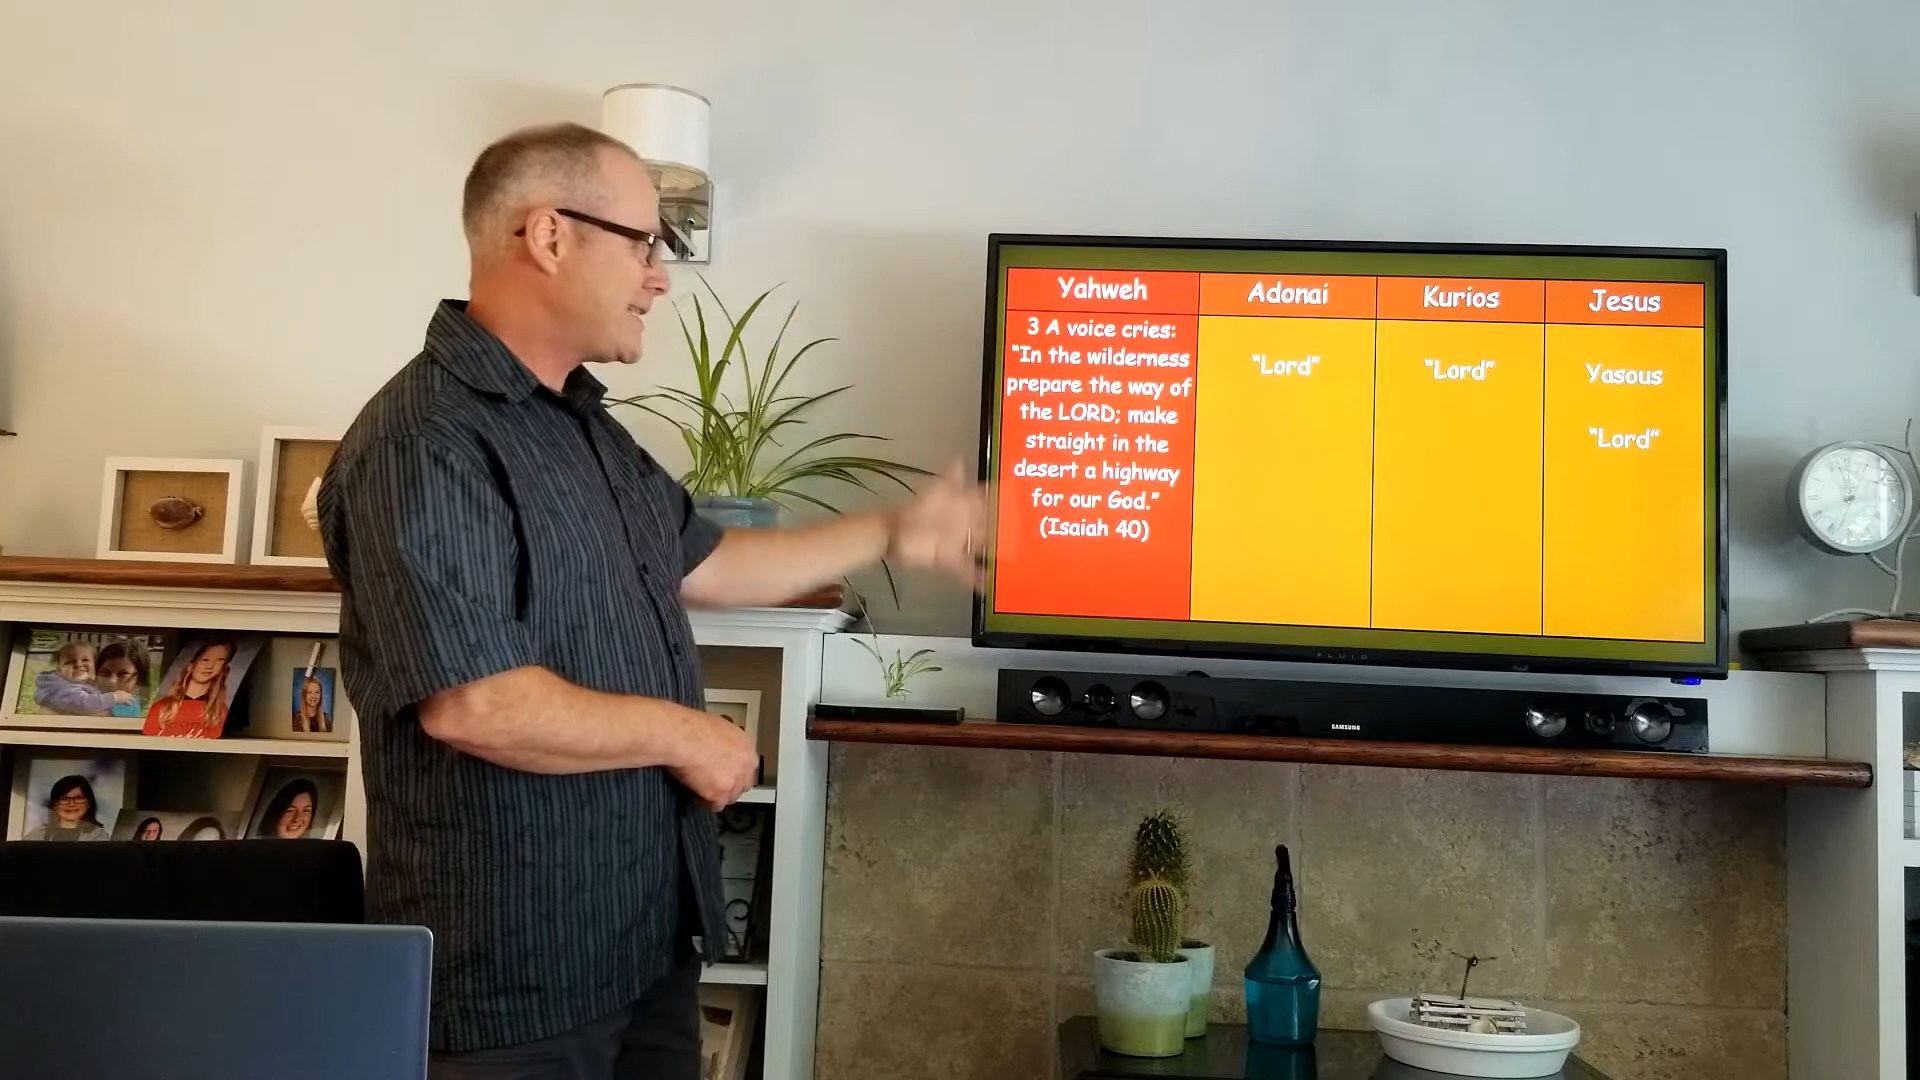 Yahweh
Adonai
Kurios
Jesus
3 A voice cries:
“In the wilderness
prepare the way of
the LORD; make
straight in the
desert a highway
for our God.”
(Isaiah 40)
“Lord”
“Lord”
Yasous
“Lord”
FLUID
SAMSUNG